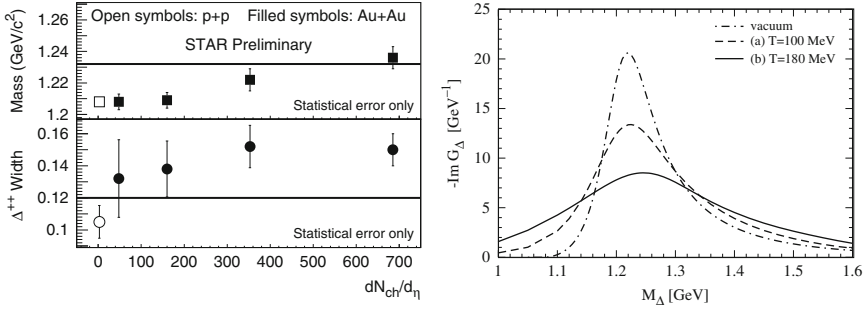 Open symbols: p+p Filled symbols: Au+Au
STAR Preliminary
Mass (GeV/c²)
1.26
1.24
1.22
1.2
Statistical error only
Δ⁺⁺ Width
0.16
0.14
0.12
0.1
Statistical error only
0 100 200 300 400 500 600 700
dN_ch/d_η
-Im G_Δ [GeV⁻¹]
25
20
15
10
5
0
vacuum
(a) T=100 MeV
(b) T=180 MeV
1 1.1 1.2 1.3 1.4 1.5 1.6
M_Δ [GeV]